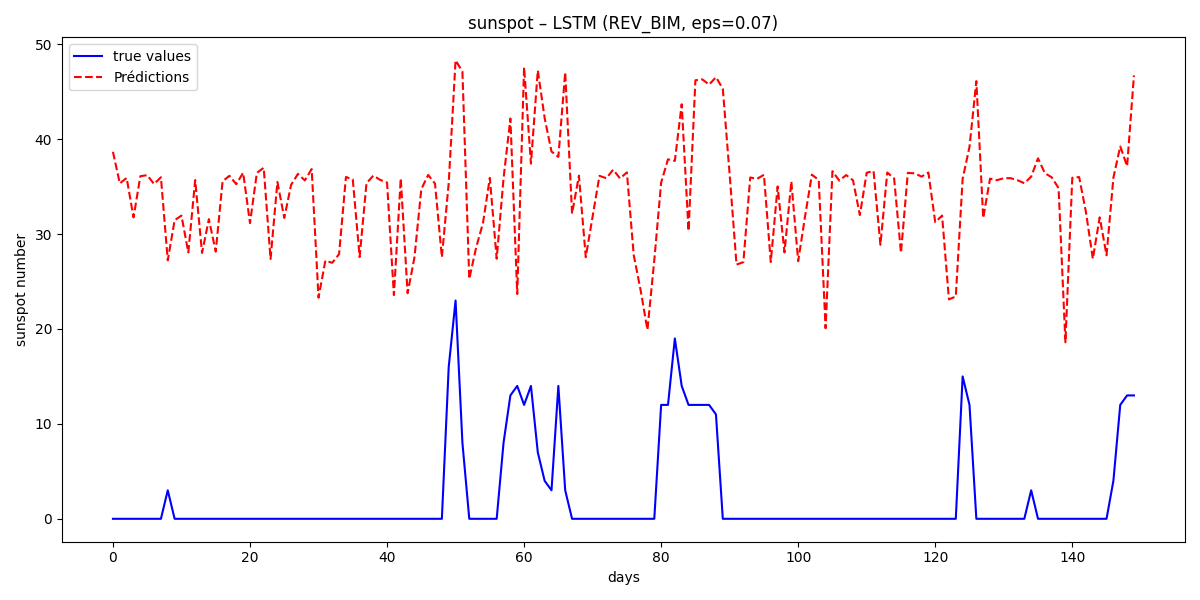 sunspot – LSTM (REV_BIM, eps=0.07)
true values
Prédictions
sunspot number
50
40
30
20
10
0
0 20 40 60 80 100 120 140
days